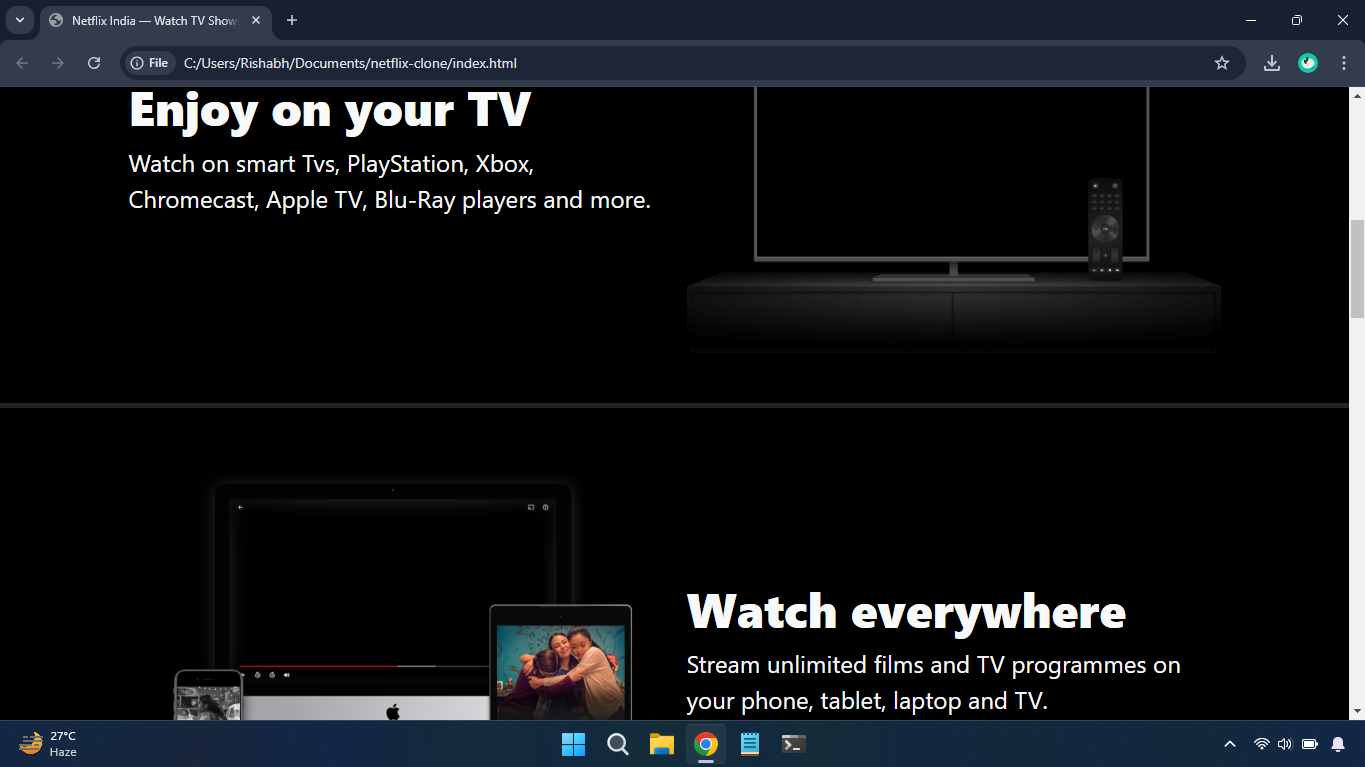 Netflix India — Watch TV Shows
File
C:/Users/Rishabh/Documents/netflix-clone/index.html
Enjoy on your TV
Watch on smart Tvs, PlayStation, Xbox,
Chromecast, Apple TV, Blu-Ray players and more.
Watch everywhere
Stream unlimited films and TV programmes on
your phone, tablet, laptop and TV.
27°C
Haze